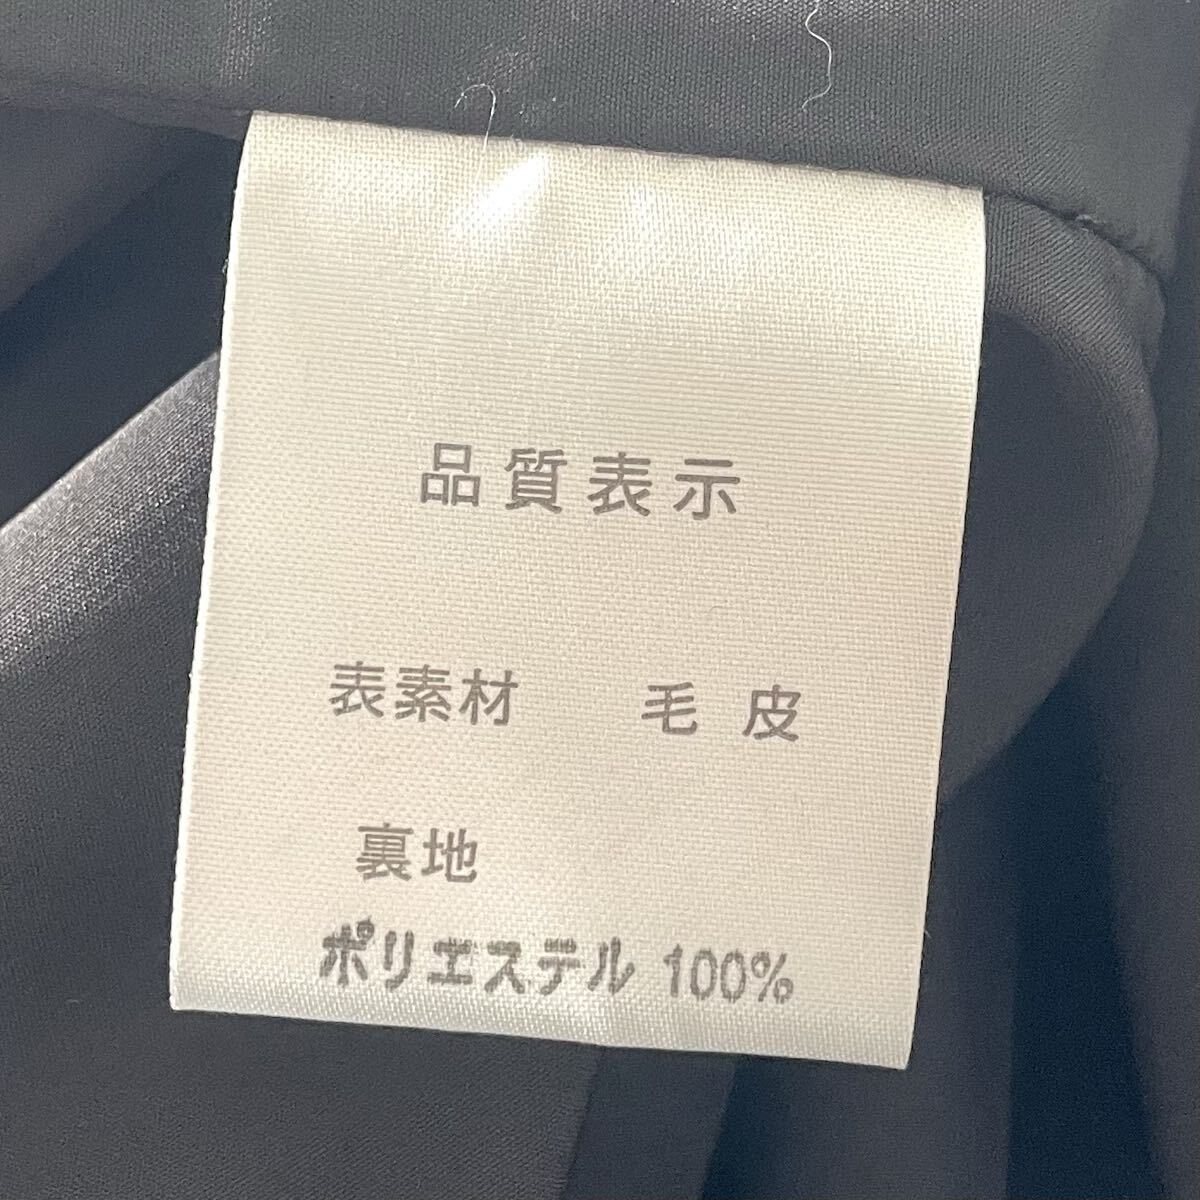 品質表示
表素材 毛皮
裏地
ポリエステル 100%